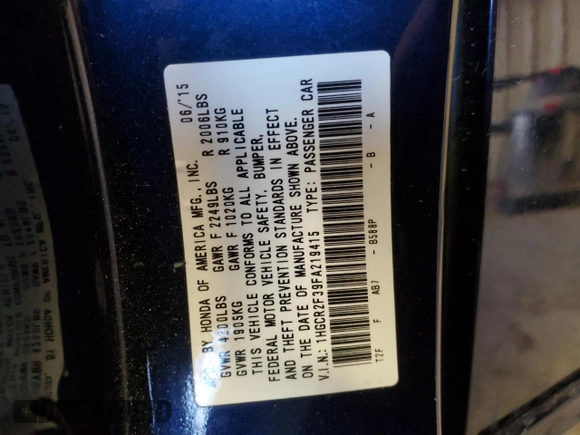 MFD. BY HONDA OF AMERICA MFG., INC. 06/'15
GVWR 4200LBS GAWR F 2249LBS R 2006LBS
GVWR 1905KG GAWR F 1020KG R 910KG
THIS VEHICLE CONFORMS TO ALL APPLICABLE
FEDERAL MOTOR VEHICLE SAFETY, BUMPER,
AND THEFT PREVENTION STANDARDS IN EFFECT
ON THE DATE OF MANUFACTURE SHOWN ABOVE.
V.I.N.: 1HGCR2F39FA219415 TYPE: PASSENGER CAR
T2F F AB7 - B588P - B - A